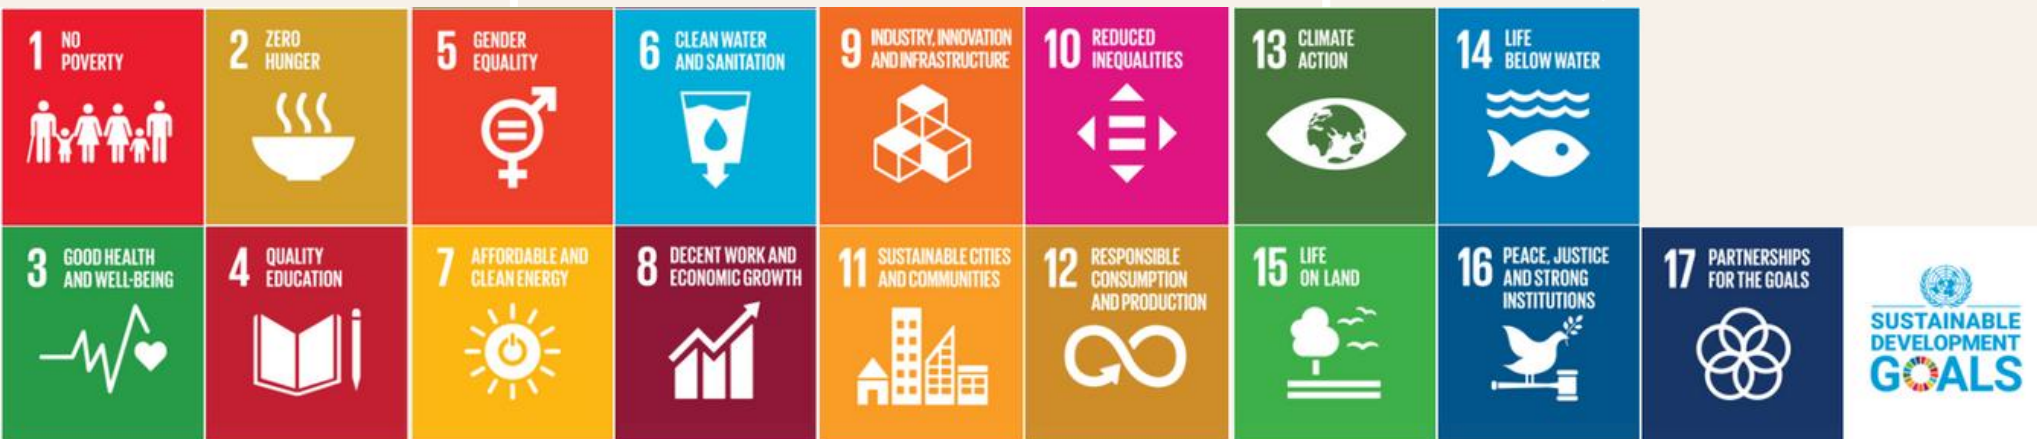 1 NO
POVERTY
2 ZERO
HUNGER
5 GENDER
EQUALITY
6 CLEAN WATER
AND SANITATION
9 INDUSTRY, INNOVATION
AND INFRASTRUCTURE
10 REDUCED
INEQUALITIES
13 CLIMATE
ACTION
14 LIFE
BELOW WATER
3 GOOD HEALTH
AND WELL-BEING
4 QUALITY
EDUCATION
7 AFFORDABLE AND
CLEAN ENERGY
8 DECENT WORK AND
ECONOMIC GROWTH
11 SUSTAINABLE CITIES
AND COMMUNITIES
12 RESPONSIBLE
CONSUMPTION
AND PRODUCTION
15 LIFE
ON LAND
16 PEACE, JUSTICE
AND STRONG
INSTITUTIONS
17 PARTNERSHIPS
FOR THE GOALS
SUSTAINABLE
DEVELOPMENT
GOALS